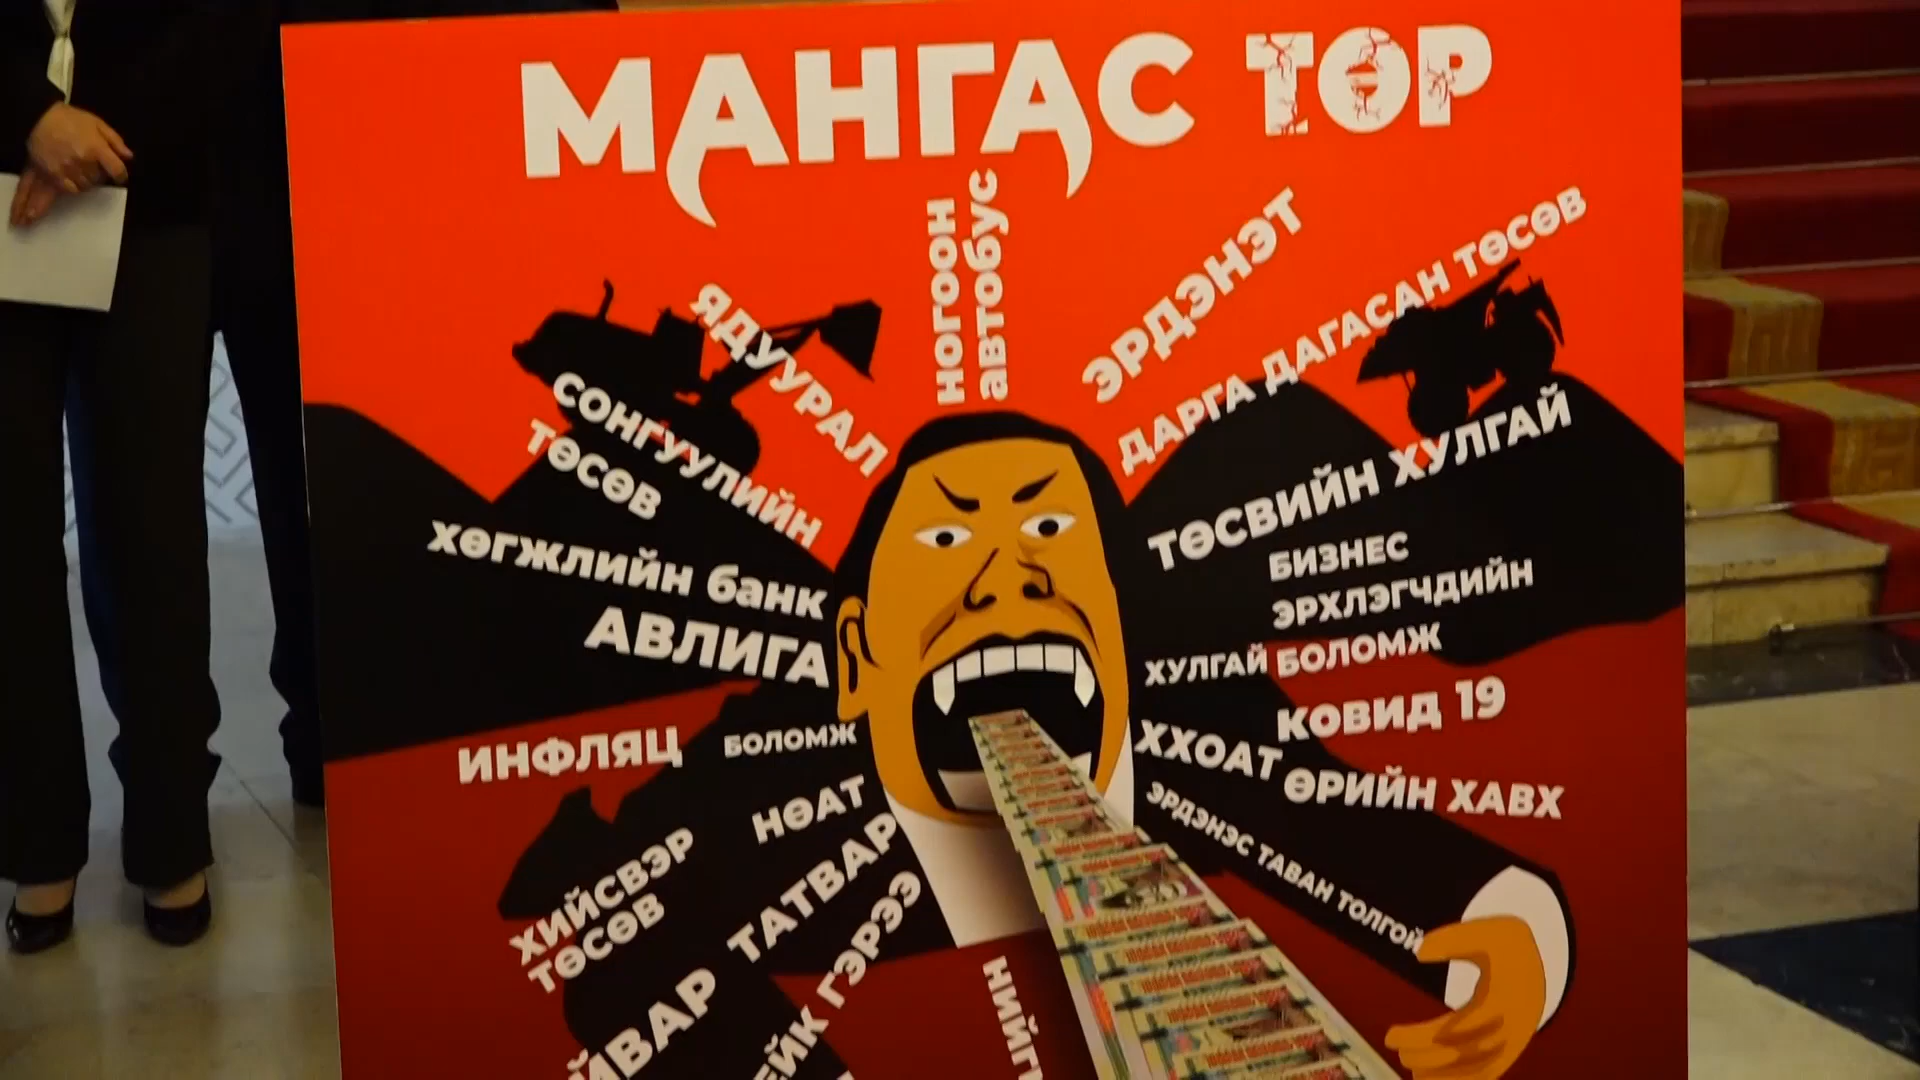 МАНГАС ТӨР
НОГООН
автобус
ЭРДЭНЭТ
ДАРГА ДАГАСАН ТӨСӨВ
ЯДУУРАЛ
СОНГУУЛИЙН
ТӨСӨВ
ТӨСВИЙН ХУЛГАЙ
ХӨГЖЛИЙН банк
БИЗНЕС
ЭРХЛЭГЧДИЙН
БОЛОМЖ
АВЛИГА
ХУЛГАЙ
КОВИД 19
ИНФЛЯЦ
БОЛОМЖ
ХХОАТ
ӨРИЙН ХАВХ
НӨАТ
ЭРДЭНЭС ТАВАН ТОЛГОЙ
ХИЙСВЭР
ТӨСӨВ
ТАТВАР
ГЭРЭЭ